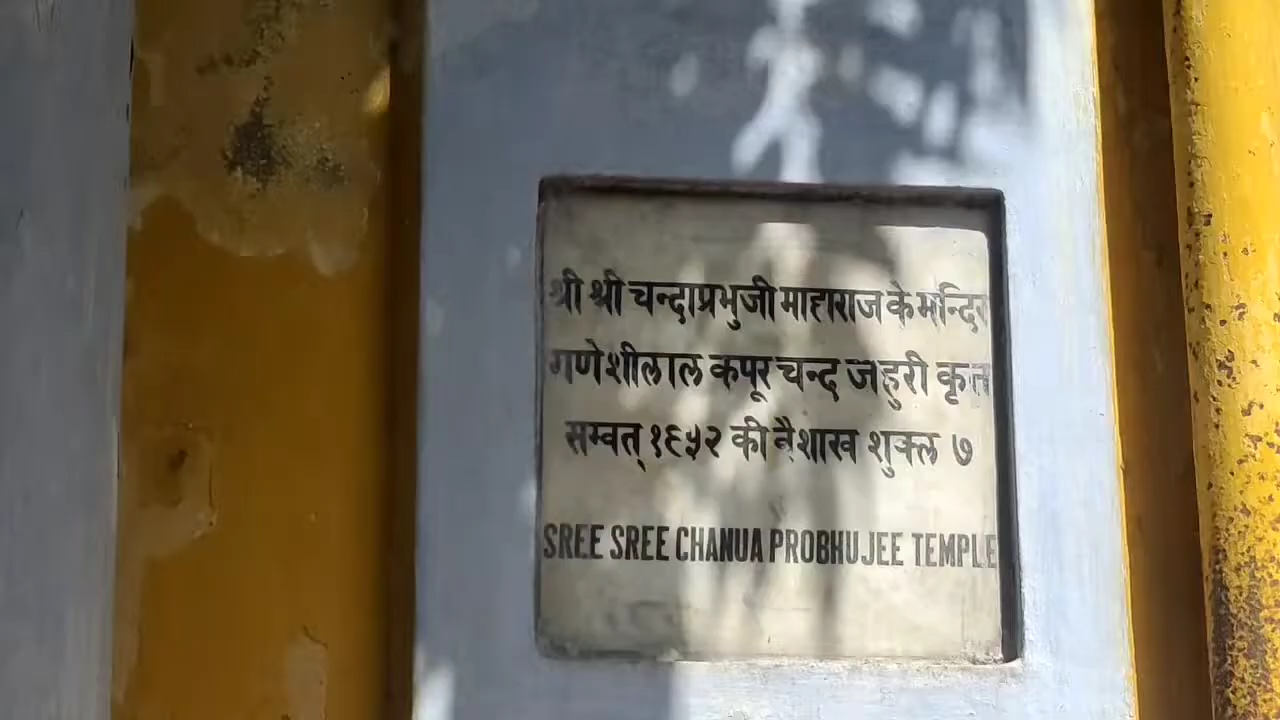 श्री श्री चन्दाप्रभुजी माहाराज के मन्दिर
गणेशीलाल कपूर चन्द जहुरी कृत
सम्वत् १६५२ की वैशाख शुक्ल ७
SREE SREE CHANUA PROBHUJEE TEMPLE